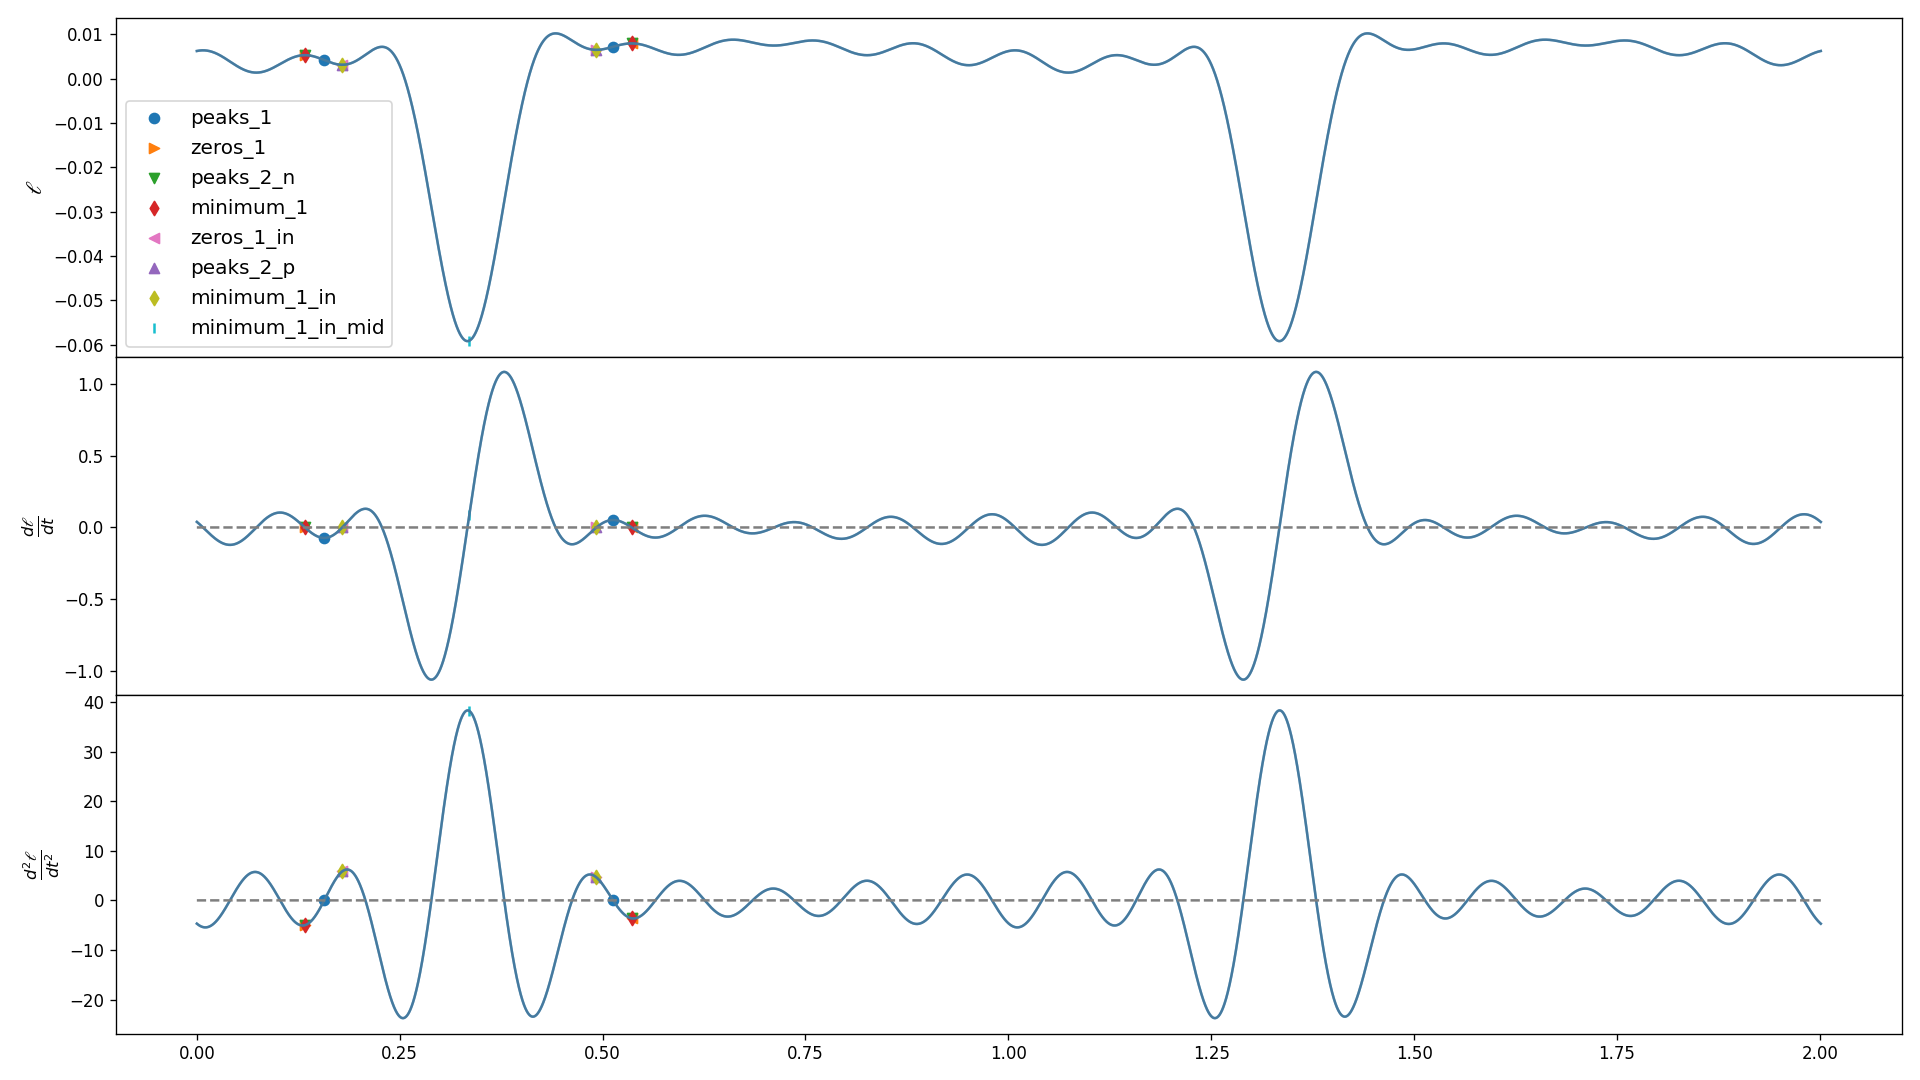 0.01
0.00
−0.01
−0.02
−0.03
−0.04
−0.05
−0.06
ℓ
peaks_1
zeros_1
peaks_2_n
minimum_1
zeros_1_in
peaks_2_p
minimum_1_in
minimum_1_in_mid
1.0
0.5
0.0
−0.5
−1.0
dℓ
dt
40
30
20
10
0
−10
−20
d²ℓ
dt²
0.00 0.25 0.50 0.75 1.00 1.25 1.50 1.75 2.00